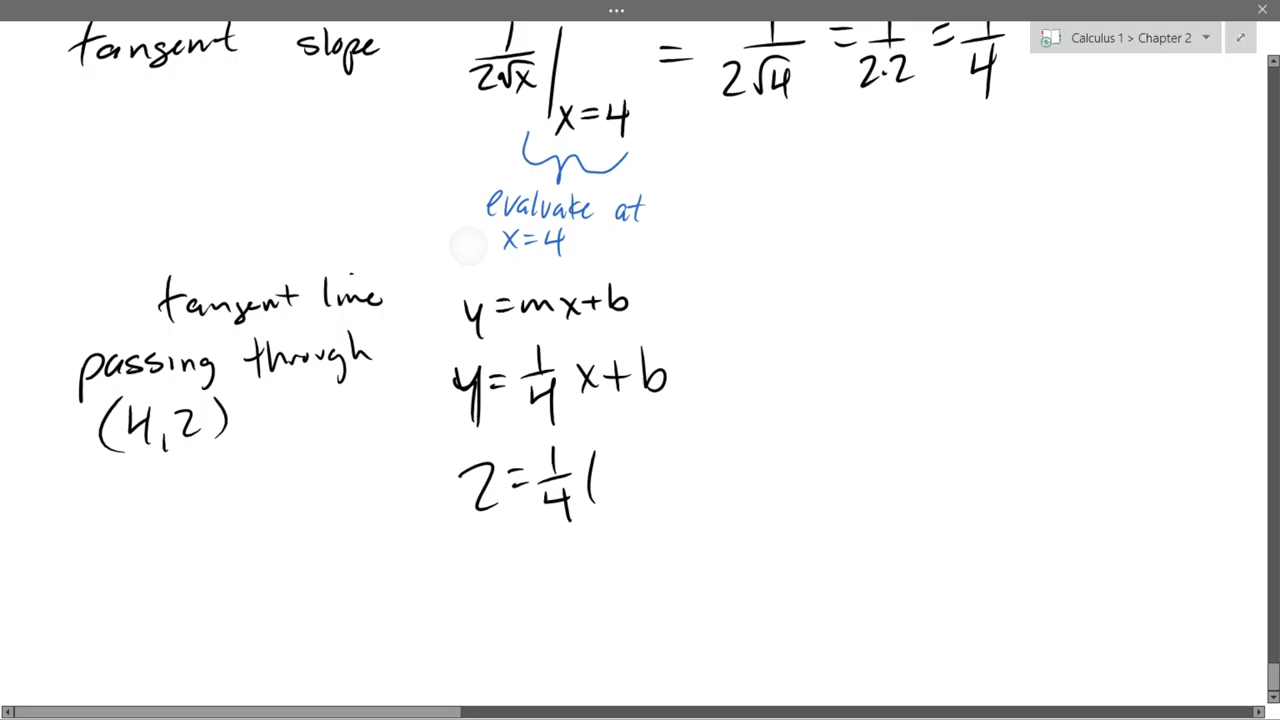 Calculus 1 > Chapter 2
tangent slope 1/(2√x) | x=4 = 1/(2√4) = 1/(2·2) = 1/4
evaluate at
x=4
tangent line
passing through
(4,2)
y=mx+b
y=1/4 x+b
2=1/4(